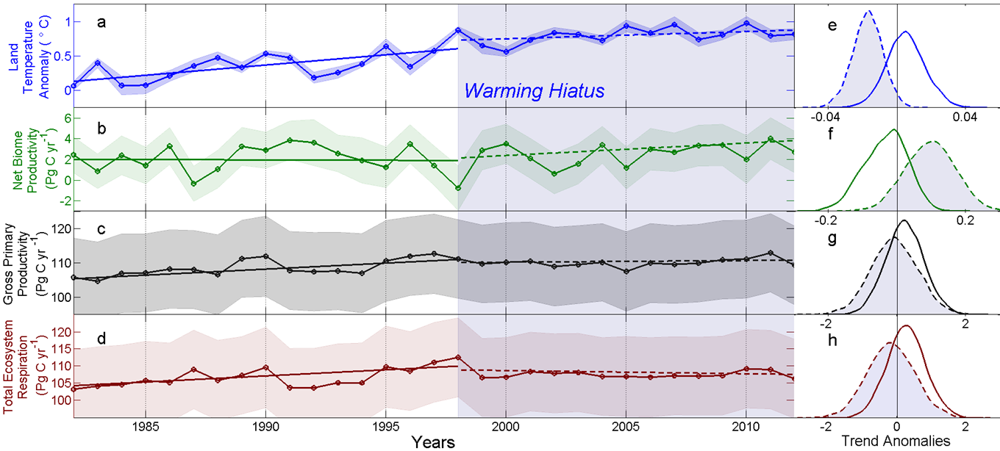 a
Land
Temperature
Anomaly ( ° C)
1
0.5
0
Warming Hiatus
e
-0.04
0.04
b
Net Biome
Productivity
(Pg C yr -1)
6
4
2
0
-2
f
-0.2
0.2
c
Gross Primary
Productivity
(Pg C yr -1)
120
110
100
g
-2
2
d
Total Ecosystem
Respiration
(Pg C yr -1)
120
115
110
105
100
h
-2
0
2
1985
1990
1995
2000
2005
2010
Years
Trend Anomalies